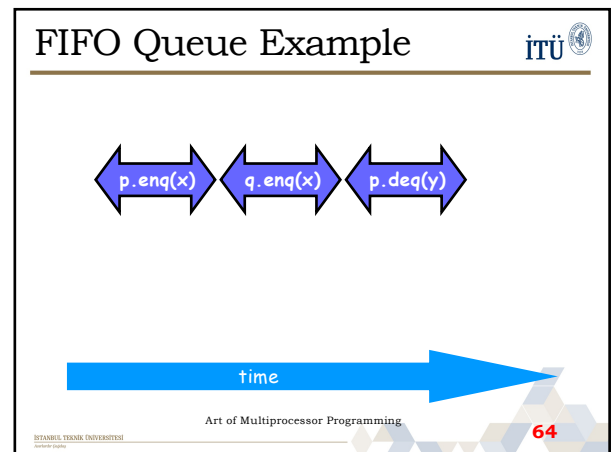 FIFO Queue Example
İTÜ
p.enq(x) q.enq(x) p.deq(y)
time
Art of Multiprocessor Programming
64
İSTANBUL TEKNİK ÜNİVERSİTESİ